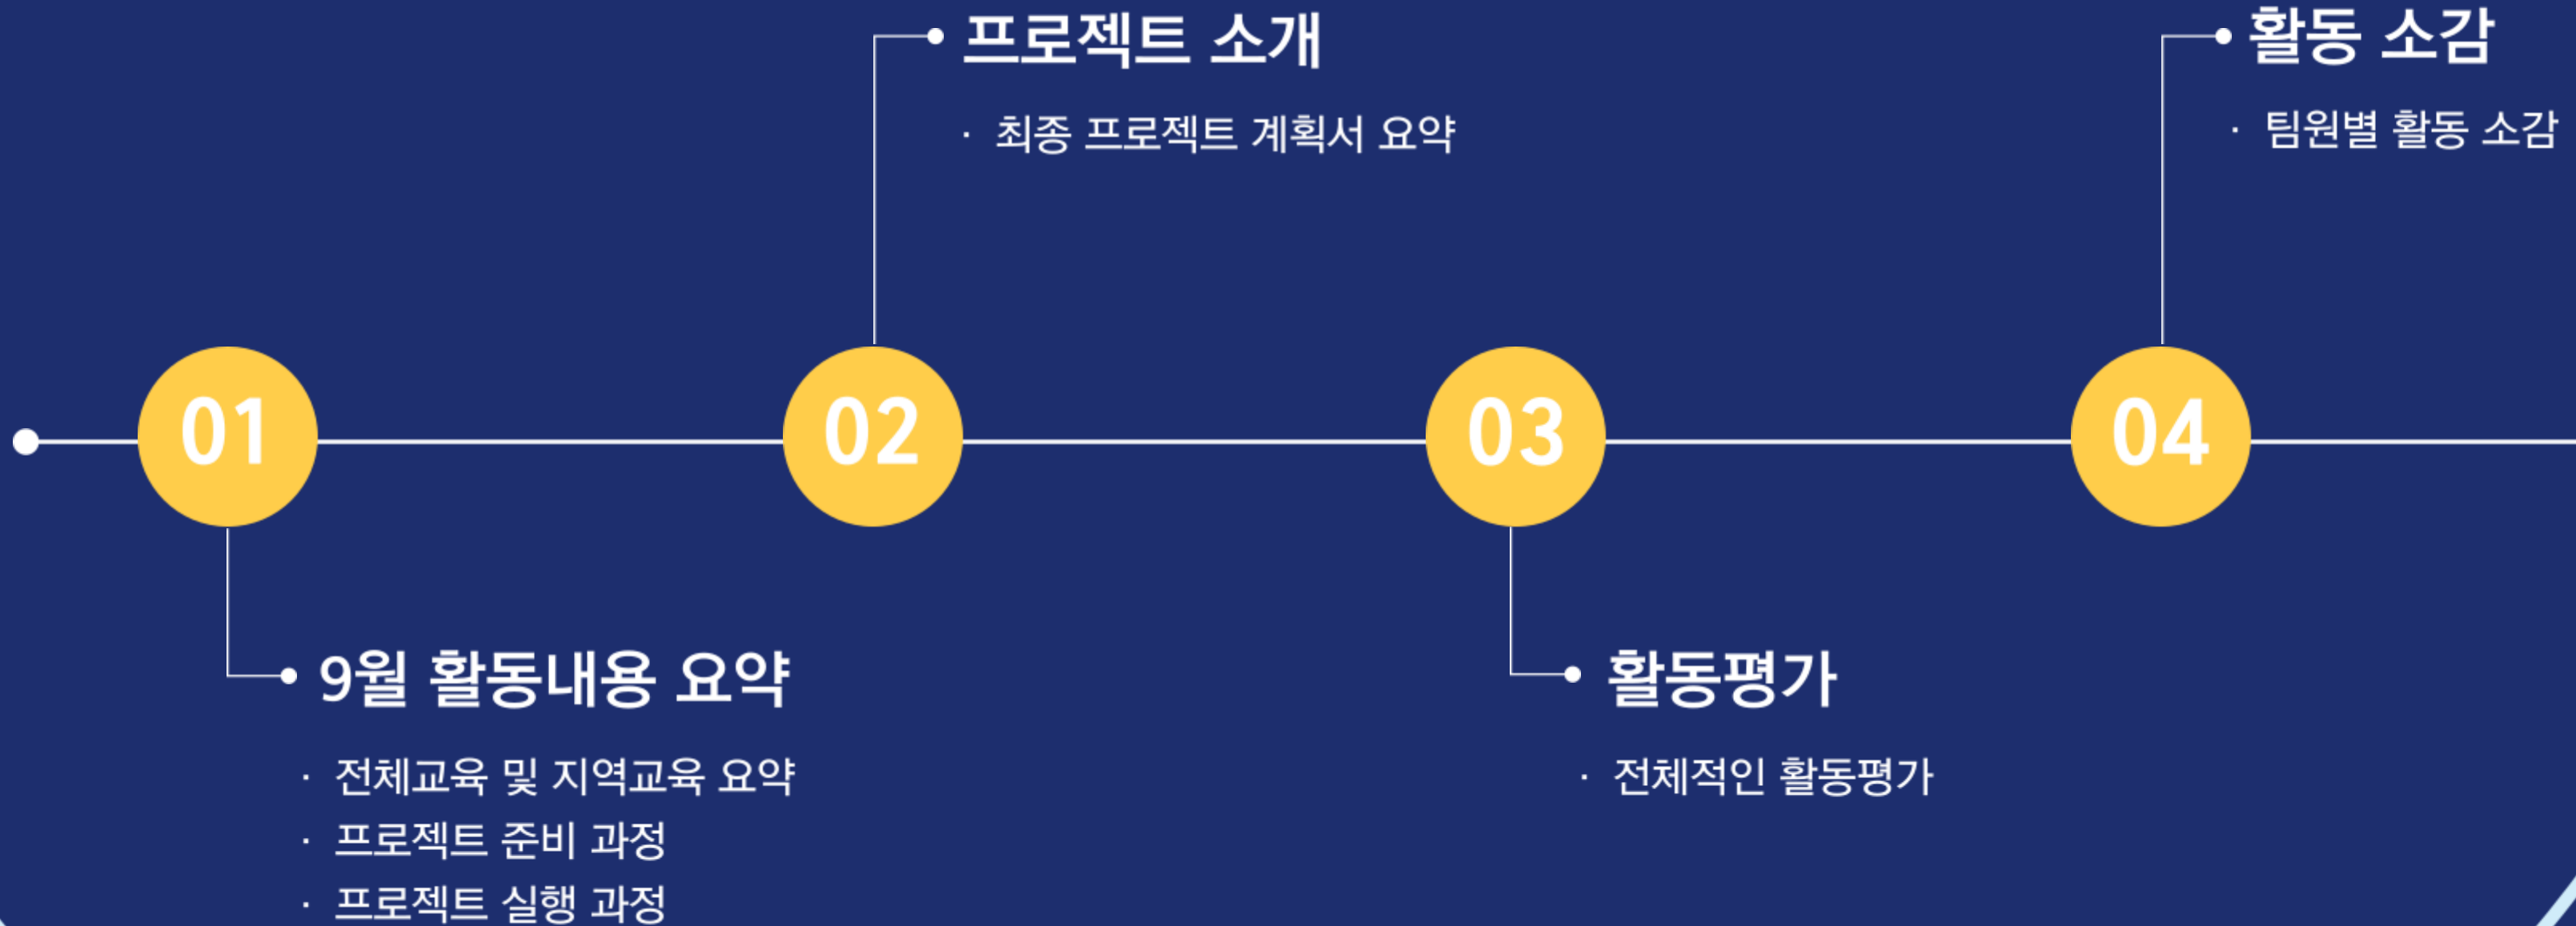 프로젝트 소개
· 최종 프로젝트 계획서 요약
활동 소감
· 팀원별 활동 소감
01
02
03
04
9월 활동내용 요약
· 전체교육 및 지역교육 요약
· 프로젝트 준비 과정
· 프로젝트 실행 과정
활동평가
· 전체적인 활동평가